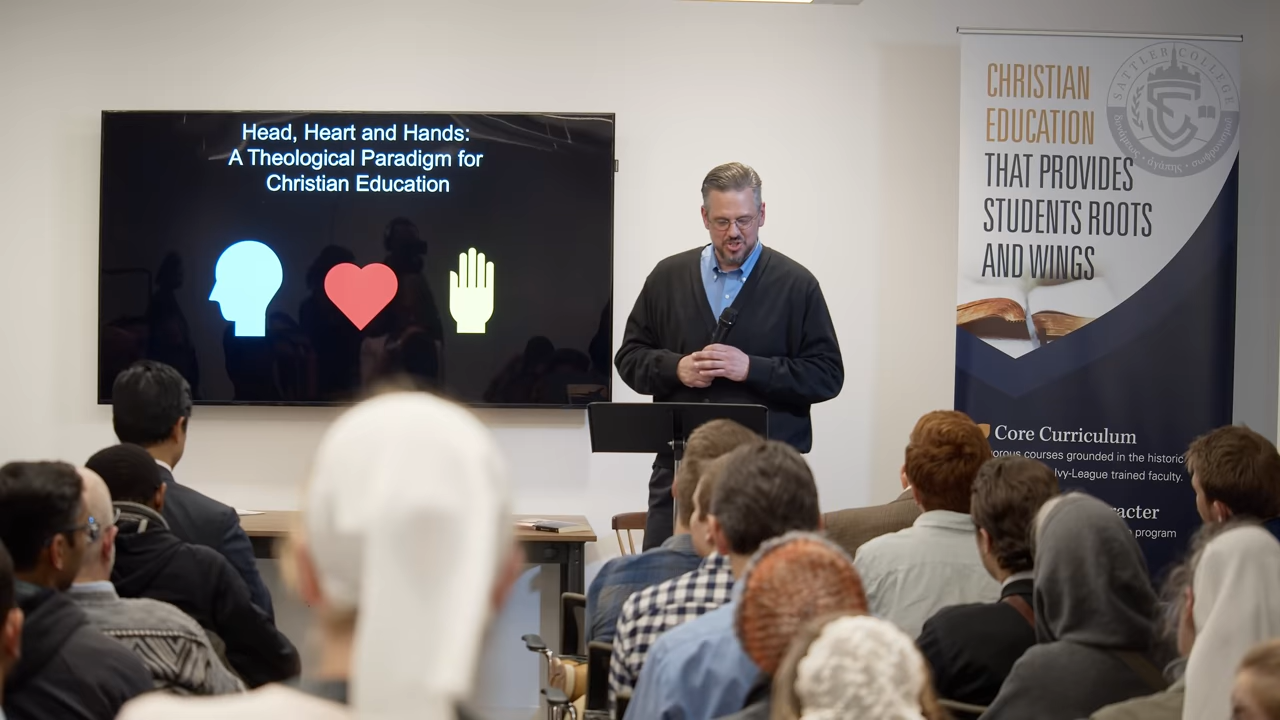 Head, Heart and Hands:
A Theological Paradigm for
Christian Education
SATTLER COLLEGE
CHRISTIAN
EDUCATION
THAT PROVIDES
STUDENTS ROOTS
AND WINGS
Core Curriculum
courses grounded in the historic
Ivy-League trained faculty.
program